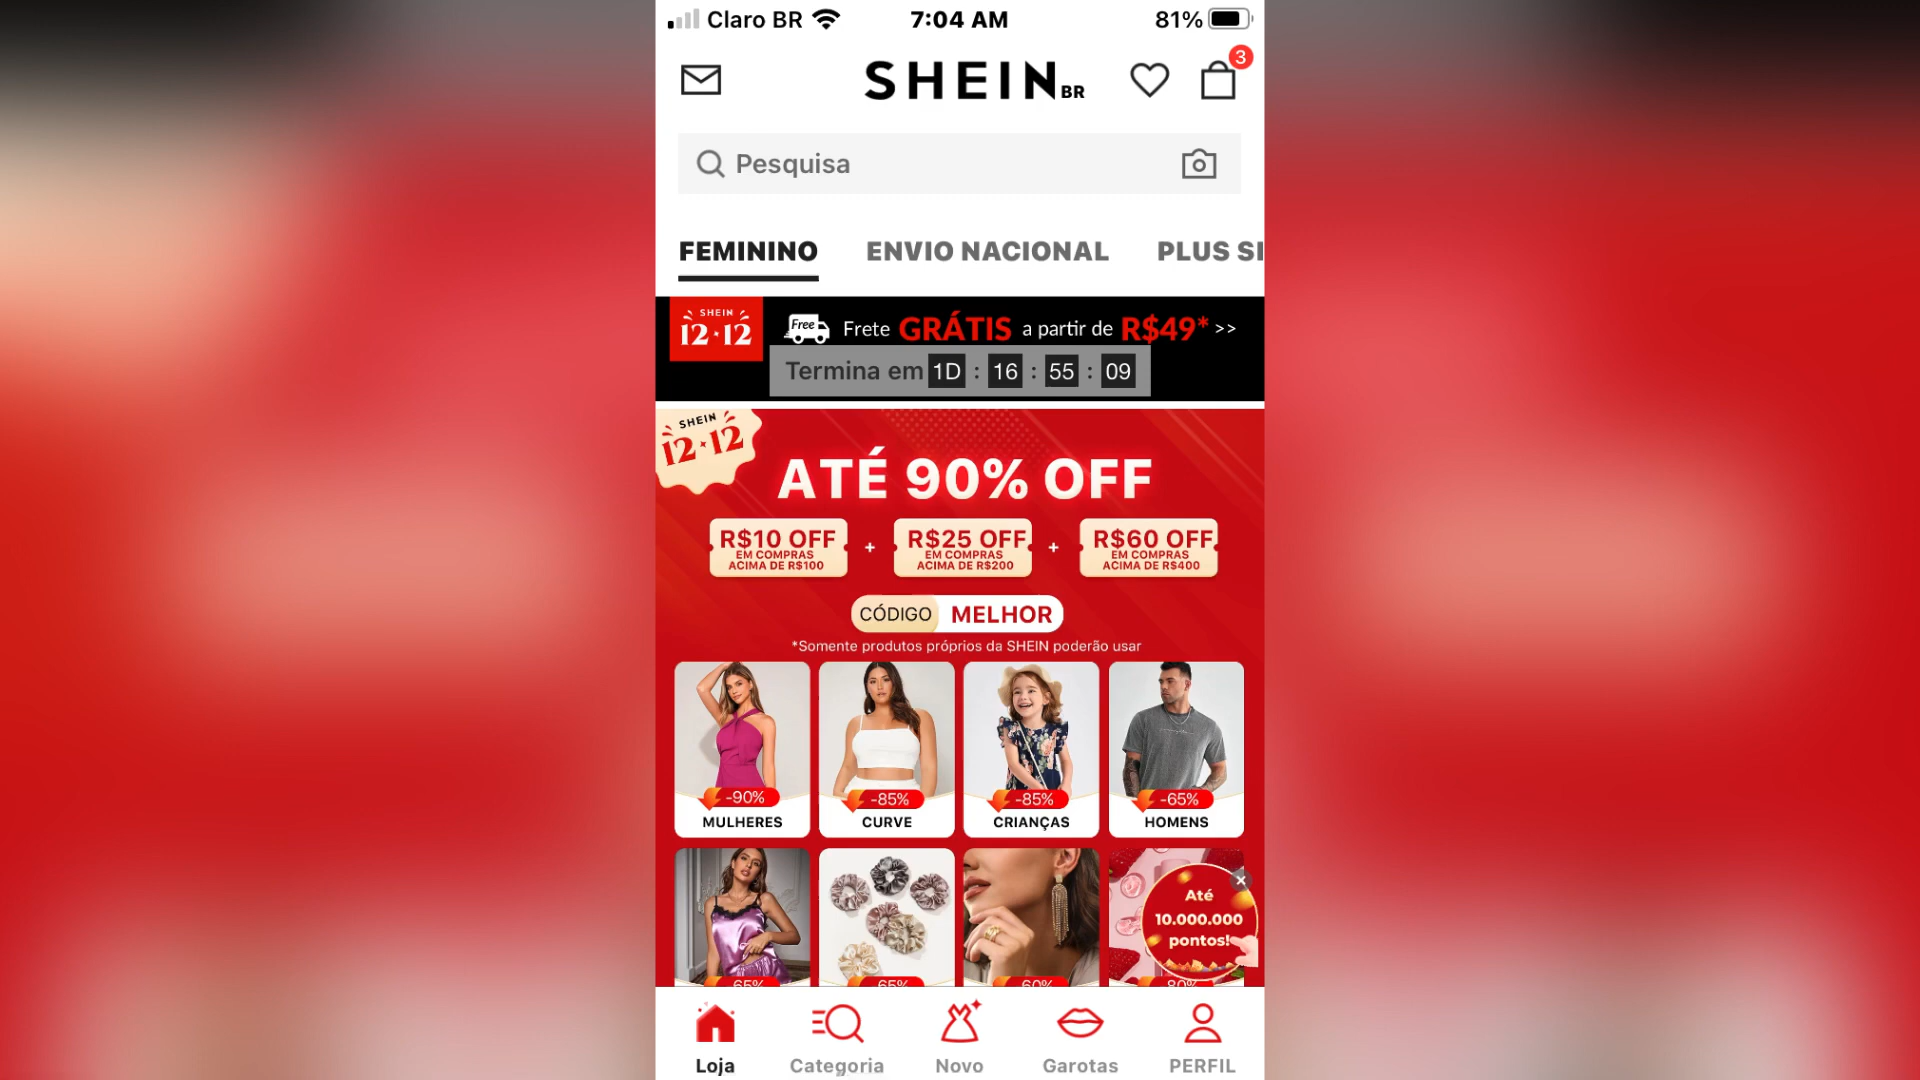 Claro BR 7:04 AM 81%
SHEIN BR 3
Pesquisa
FEMININO ENVIO NACIONAL PLUS SI
SHEIN
12·12
Free Frete GRÁTIS a partir de R$49* >>
Termina em 1D : 16 : 55 : 09
SHEIN
12·12
ATÉ 90% OFF
R$10 OFF + R$25 OFF + R$60 OFF
EM COMPRAS EM COMPRAS EM COMPRAS
ACIMA DE R$100 ACIMA DE R$200 ACIMA DE R$400
CÓDIGO MELHOR
*Somente produtos próprios da SHEIN poderão usar
-90% -85% -85% -65%
MULHERES CURVE CRIANÇAS HOMENS
Até
10.000.000
pontos!
-65% -65% -60% -80%
Loja Categoria Novo Garotas PERFIL